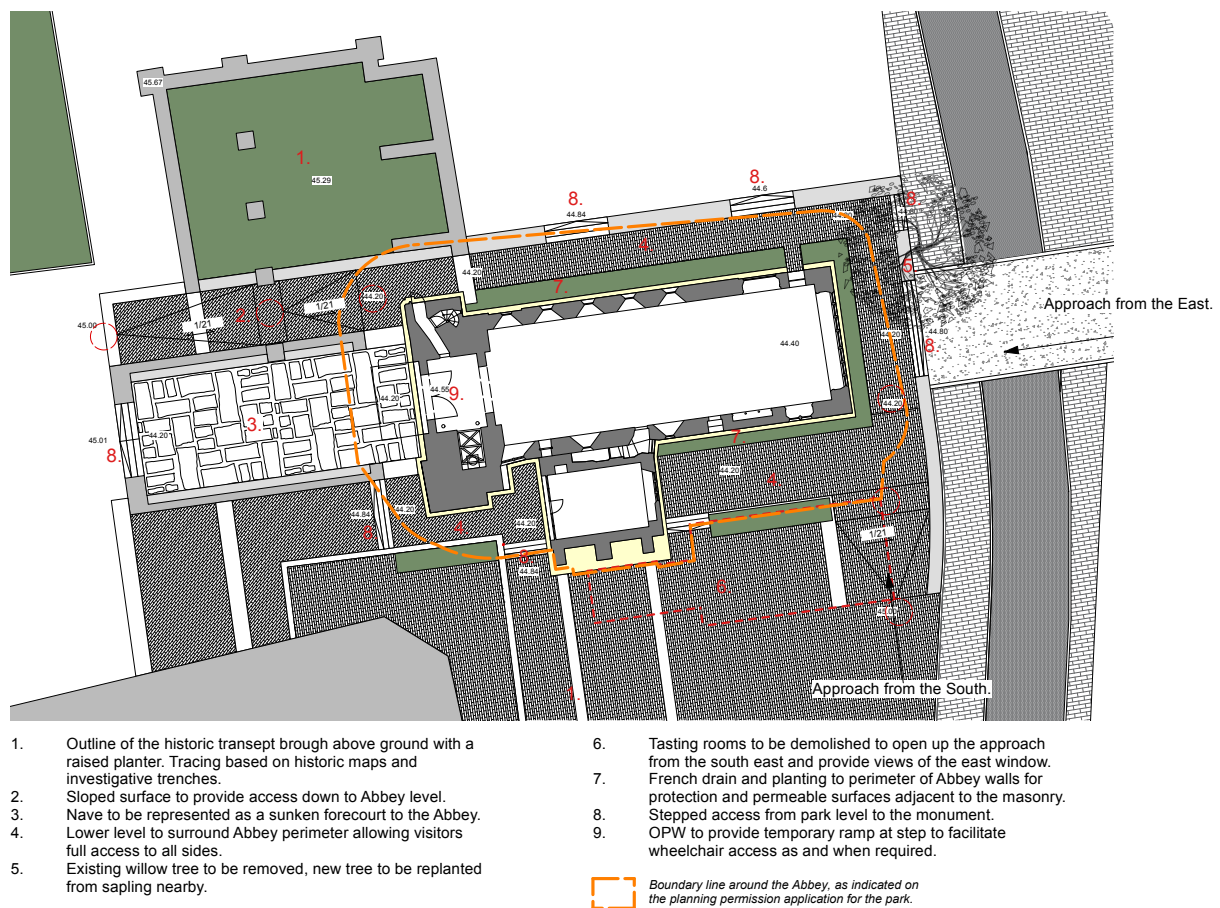 45.67
1.
45.29
8.
44.6
8.
44.84
8.
4.
44.20
7.
5.
44.20
1/21
2.
1/21
45.00
Approach from the East.
44.20
44.80
8.
44.40
44.55
9.
44.20
44.20
3.
44.20
45.01
8.
7.
44.20
4.
44.84
8.
44.20
4.
44.20
8.
44.84
1/21
6.
45.00
1.
Approach from the South.
1. Outline of the historic transept brough above ground with a
raised planter. Tracing based on historic maps and
investigative trenches.
2. Sloped surface to provide access down to Abbey level.
3. Nave to be represented as a sunken forecourt to the Abbey.
4. Lower level to surround Abbey perimeter allowing visitors
full access to all sides.
5. Existing willow tree to be removed, new tree to be replanted
from sapling nearby.
6. Tasting rooms to be demolished to open up the approach
from the south east and provide views of the east window.
7. French drain and planting to perimeter of Abbey walls for
protection and permeable surfaces adjacent to the masonry.
8. Stepped access from park level to the monument.
9. OPW to provide temporary ramp at step to facilitate
wheelchair access as and when required.
Boundary line around the Abbey, as indicated on
the planning permission application for the park.